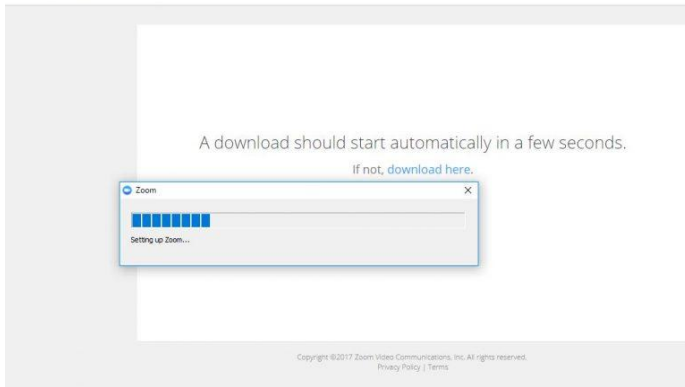 A download should start automatically in a few seconds.
If not, download here.
Zoom
Setting up Zoom...
Copyright ©2017 Zoom Video Communications, Inc. All rights reserved.
Privacy Policy | Terms